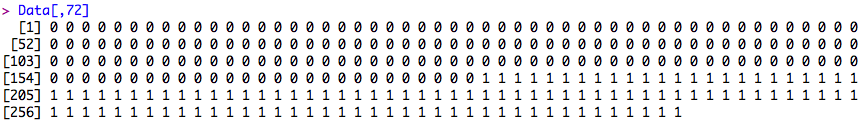 > Data[,72]
[1] 0 0 0 0 0 0 0 0 0 0 0 0 0 0 0 0 0 0 0 0 0 0 0 0 0 0 0 0 0 0 0 0 0 0 0 0 0 0 0 0 0 0 0 0 0 0 0 0 0 0 0
[52] 0 0 0 0 0 0 0 0 0 0 0 0 0 0 0 0 0 0 0 0 0 0 0 0 0 0 0 0 0 0 0 0 0 0 0 0 0 0 0 0 0 0 0 0 0 0 0 0 0 0 0
[103] 0 0 0 0 0 0 0 0 0 0 0 0 0 0 0 0 0 0 0 0 0 0 0 0 0 0 0 0 0 0 0 0 0 0 0 0 0 0 0 0 0 0 0 0 0 0 0 0 0 0 0
[154] 0 0 0 0 0 0 0 0 0 0 0 0 0 0 0 0 0 0 0 0 0 0 0 0 0 0 0 1 1 1 1 1 1 1 1 1 1 1 1 1 1 1 1 1 1 1 1 1 1 1 1
[205] 1 1 1 1 1 1 1 1 1 1 1 1 1 1 1 1 1 1 1 1 1 1 1 1 1 1 1 1 1 1 1 1 1 1 1 1 1 1 1 1 1 1 1 1 1 1 1 1 1 1 1
[256] 1 1 1 1 1 1 1 1 1 1 1 1 1 1 1 1 1 1 1 1 1 1 1 1 1 1 1 1 1 1 1 1 1 1 1 1 1 1 1 1